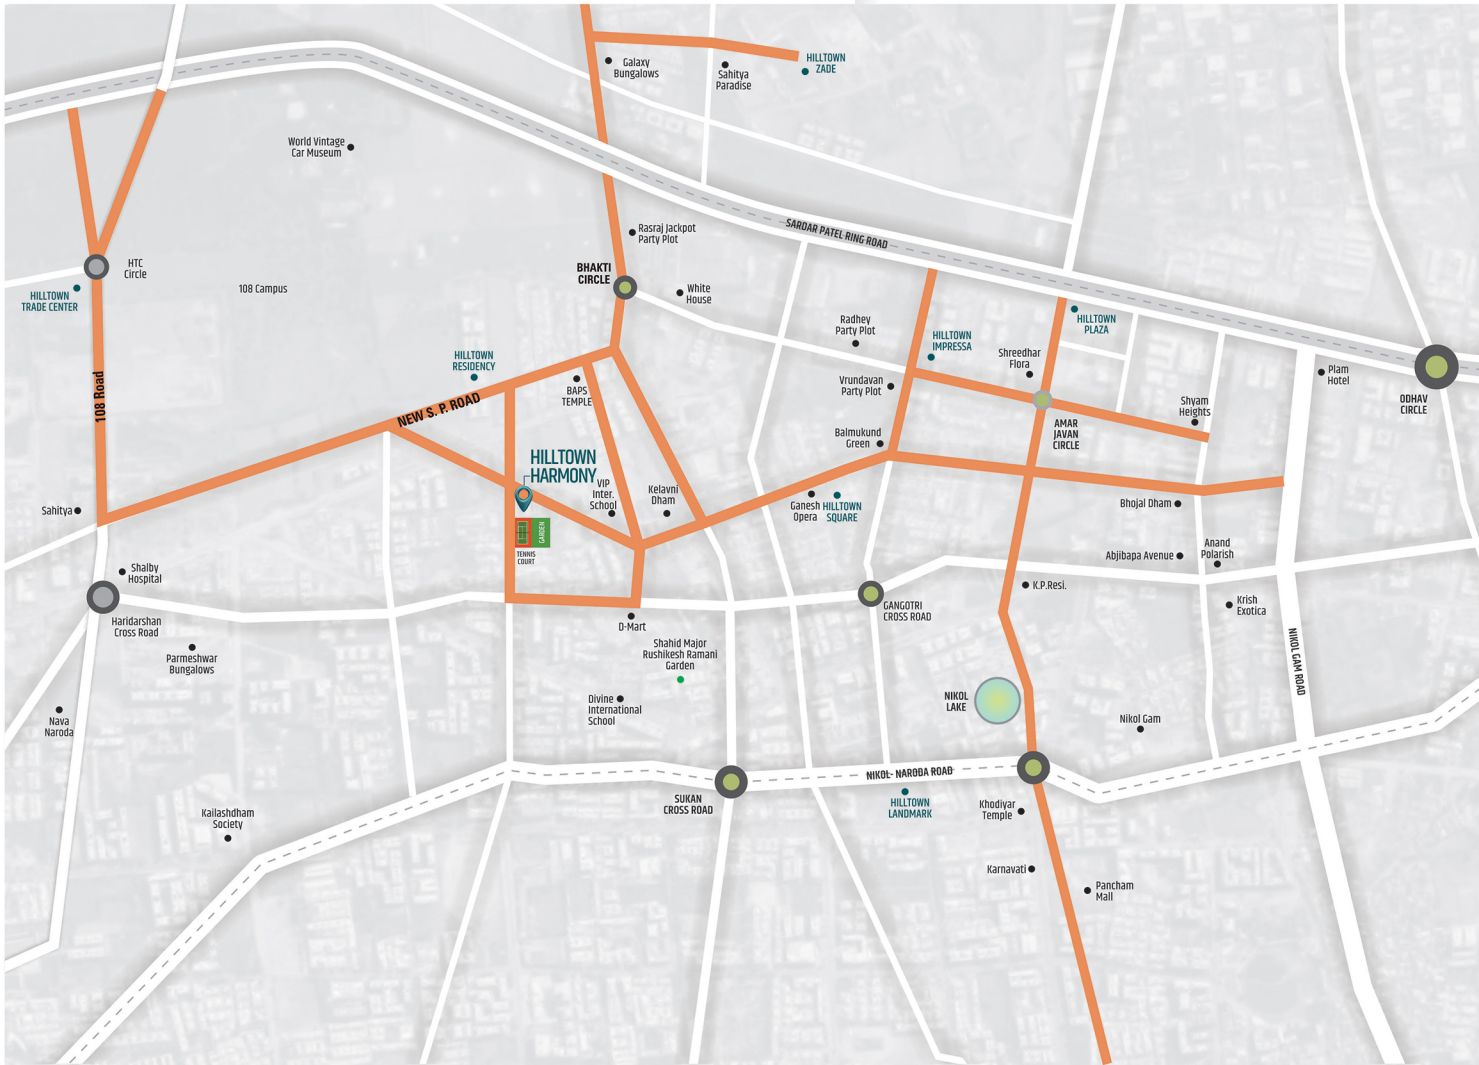 HILLTOWN
ZADE
Galaxy
Bungalows
Sahitya
Paradise
World Vintage
Car Museum
SARDAR PATEL RING ROAD
Rasraj Jackpot
Party Plot
HTC
Circle
BHAKTI
CIRCLE
108 Campus
White
House
HILLTOWN
TRADE CENTER
Radhey
Party Plot
HILLTOWN
PLAZA
HILLTOWN
IMPRESSA
Shreedhar
Flora
HILLTOWN
RESIDENCY
Plam
Hotel
Vrundavan
Party Plot
BAPS
TEMPLE
108 Road
NEW S. P. ROAD
ODHAV
CIRCLE
Shyam
Heights
AMAR
JAVAN
CIRCLE
Balmukund
Green
HILLTOWN
HARMONY
VIP
Inter.
School
Kelavni
Dham
Sahitya
Ganesh
Opera
HILLTOWN
SQUARE
Bhojal Dham
GARDEN
TENNIS
COURT
Anand
Polarish
Abjibapa Avenue
Shalby
Hospital
K.P.Resi.
Krish
Exotica
GANGOTRI
CROSS ROAD
Haridarshan
Cross Road
D-Mart
Parmeshwar
Bungalows
Shahid Major
Rushikesh Ramani
Garden
NIKOL GAM ROAD
NIKOL
LAKE
Divine
International
School
Nava
Naroda
Nikol Gam
NIKOL- NARODA ROAD
SUKAN
CROSS ROAD
HILLTOWN
LANDMARK
Khodiyar
Temple
Kailashdham
Society
Karnavati
Pancham
Mall